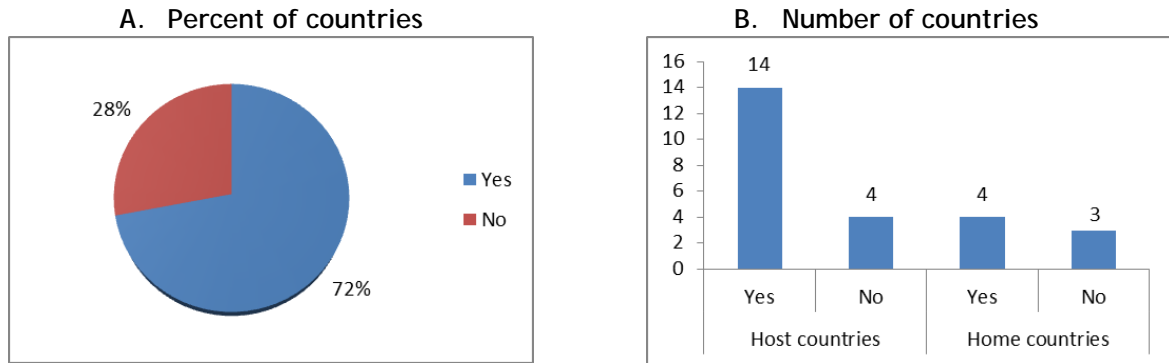 A. Percent of countries
28%
72%
Yes
No
B. Number of countries
16
14
12
10
8
6
4
2
0
14
4
4
3
Yes
No
Yes
No
Host countries
Home countries